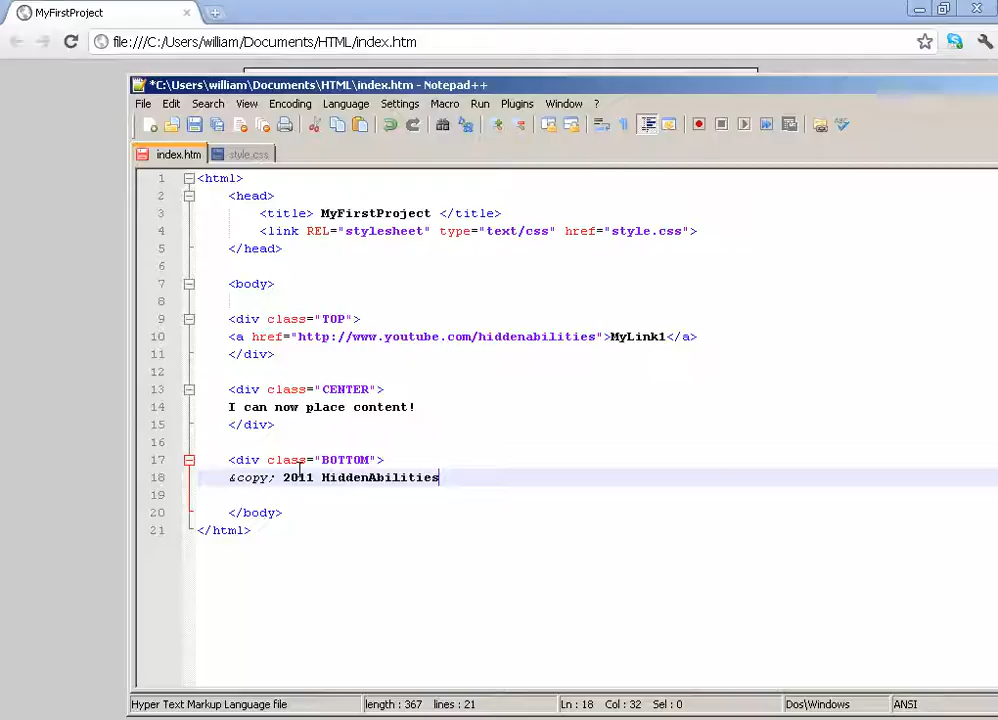 MyFirstProject
file:///C:/Users/william/Documents/HTML/index.htm
*C:\Users\william\Documents\HTML\index.htm - Notepad++
File Edit Search View Encoding Language Settings Macro Run Plugins Window ?
index.htm style.css
1 <html>
2 <head>
3 <title> MyFirstProject </title>
4 <link REL="stylesheet" type="text/css" href="style.css">
5 </head>
6
7 <body>
8
9 <div class="TOP">
10 <a href="http://www.youtube.com/hiddenabilities">MyLink1</a>
11 </div>
12
13 <div class="CENTER">
14 I can now place content!
15 </div>
16
17 <div class="BOTTOM">
18 &copy; 2011 HiddenAbilities
19
20 </body>
21 </html>
Hyper Text Markup Language file length : 367 lines : 21 Ln : 18 Col : 32 Sel : 0 Dos\Windows ANSI